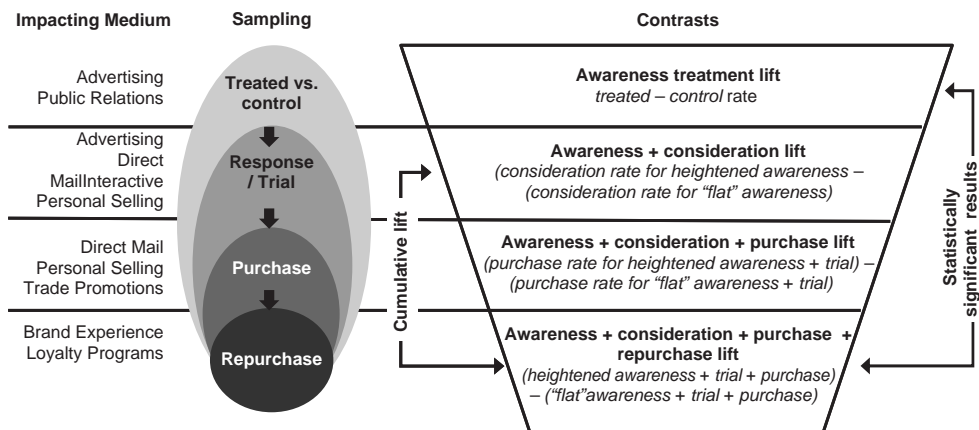 Impacting Medium
Sampling
Contrasts
Advertising
Public Relations
Treated vs.
control
Awareness treatment lift
treated – control rate
Advertising
Direct
MailInteractive
Personal Selling
Response
/ Trial
Awareness + consideration lift
(consideration rate for heightened awareness –
(consideration rate for “flat” awareness)
Direct Mail
Personal Selling
Trade Promotions
Purchase
Awareness + consideration + purchase lift
(purchase rate for heightened awareness + trial) –
(purchase rate for “flat” awareness + trial)
Brand Experience
Loyalty Programs
Repurchase
Awareness + consideration + purchase +
repurchase lift
(heightened awareness + trial + purchase)
– (“flat”awareness + trial + purchase)
Cumulative lift
Statistically
significant results